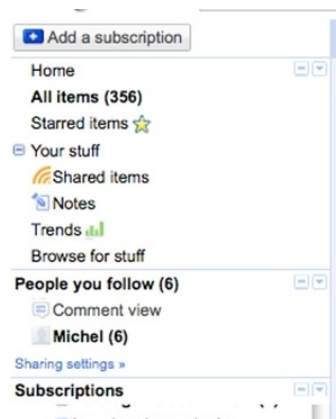 Add a subscription
Home
All items (356)
Starred items
Your stuff
Shared items
Notes
Trends
Browse for stuff
People you follow (6)
Comment view
Michel (6)
Sharing settings »
Subscriptions